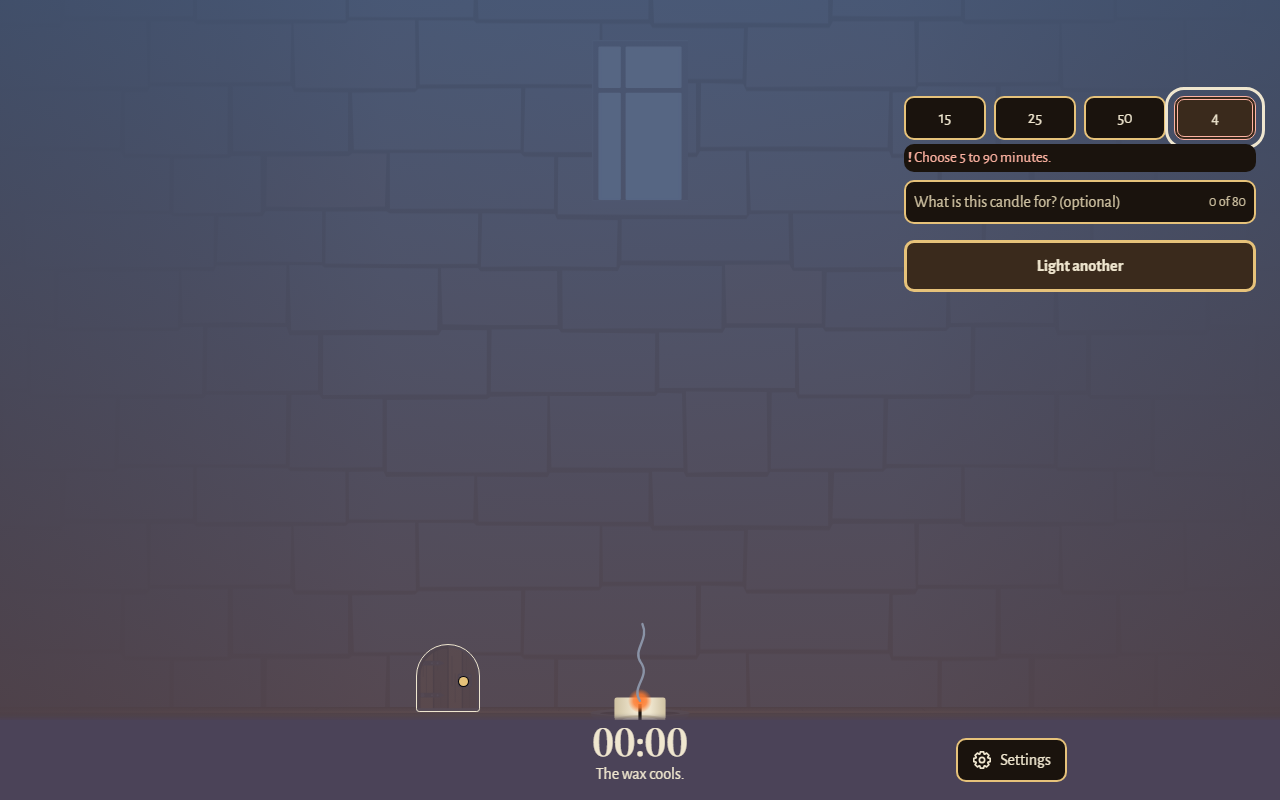 15 25 50 4
! Choose 5 to 90 minutes.
What is this candle for? (optional) 0 of 80
Light another
00:00
The wax cools.
Settings